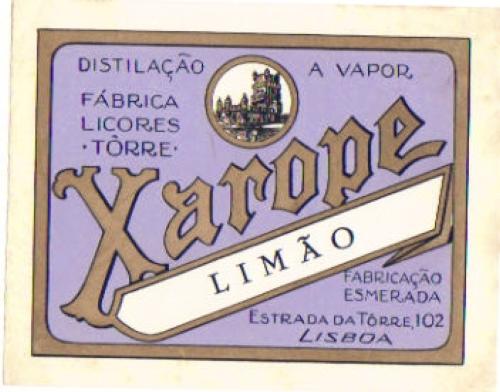 DISTILAÇÃO A VAPOR
FÁBRICA
LICORES
·TÔRRE·
Xarope
LIMÃO
FABRICAÇÃO
ESMERADA
ESTRADA DA TÔRRE, 102
LISBOA